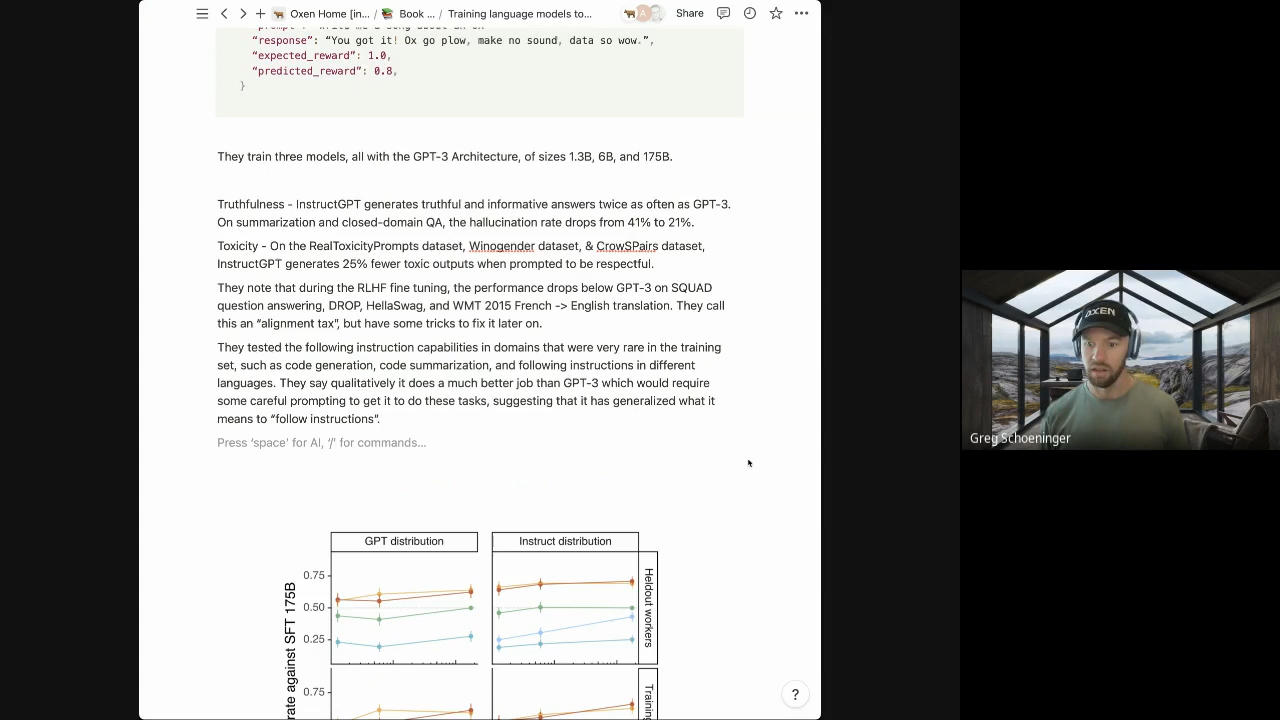 Oxen Home [in... / Book ... / Training language models to... Share
"response": "You got it! Ox go plow, make no sound, data so wow.",
"expected_reward": 1.0,
"predicted_reward": 0.8,
}
They train three models, all with the GPT-3 Architecture, of sizes 1.3B, 6B, and 175B.
Truthfulness - InstructGPT generates truthful and informative answers twice as often as GPT-3.
On summarization and closed-domain QA, the hallucination rate drops from 41% to 21%.
Toxicity - On the RealToxicityPrompts dataset, Winogender dataset, & CrowSPairs dataset,
InstructGPT generates 25% fewer toxic outputs when prompted to be respectful.
They note that during the RLHF fine tuning, the performance drops below GPT-3 on SQUAD
question answering, DROP, HellaSwag, and WMT 2015 French -> English translation. They call
this an “alignment tax”, but have some tricks to fix it later on.
They tested the following instruction capabilities in domains that were very rare in the training
set, such as code generation, code summarization, and following instructions in different
languages. They say qualitatively it does a much better job than GPT-3 which would require
some careful prompting to get it to do these tasks, suggesting that it has generalized what it
means to “follow instructions”.
Press ‘space’ for AI, ‘/’ for commands...
GPT distribution
Instruct distribution
0.75
0.50
0.25
Heldout workers
rate against SFT 175B
0.75
Training
?
OXEN
Greg Schoeninger